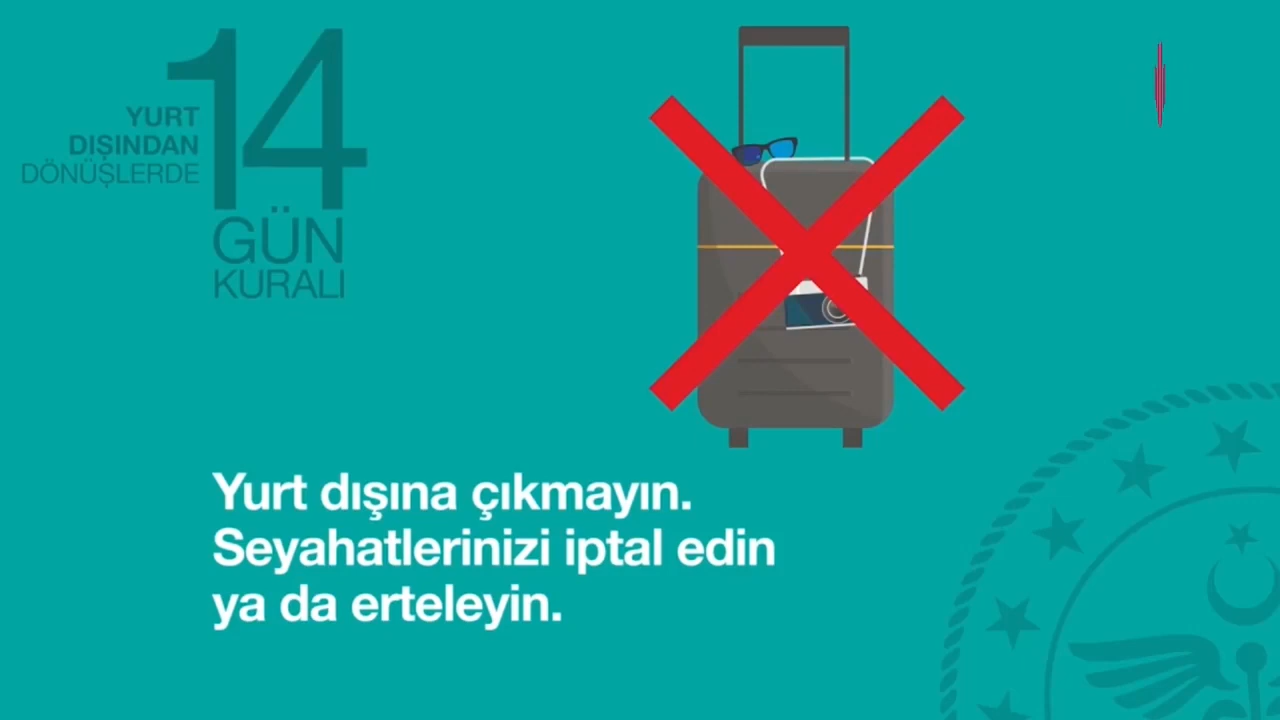 YURT
DIŞINDAN
DÖNÜŞLERDE
14
GÜN
KURALI
Yurt dışına çıkmayın.
Seyahatlerinizi iptal edin
ya da erteleyin.